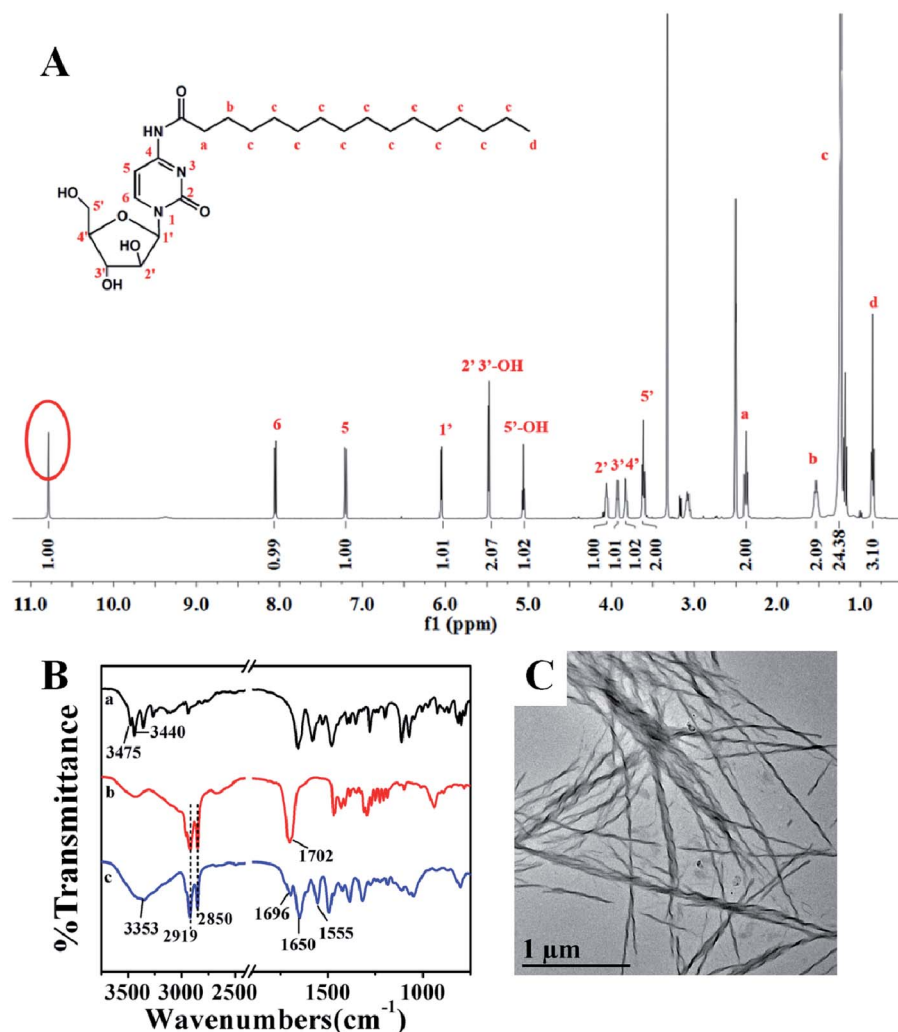 A
O
b c c c c c c c
NH a c c c c c c d
4
5 N 3
HO 6 2
5' N 1 O
O
4' HO 1'
3' 2'
OH
6
5
1'
2' 3'-OH
5'-OH
2' 3' 4'
5'
a
b
c
d
1.00
0.99
1.00
1.01
2.07
1.02
1.00
1.01
1.02
2.00
2.00
2.09
24.38
3.10
11.0 10.0 9.0 8.0 7.0 6.0 5.0 4.0 3.0 2.0 1.0
f1 (ppm)
B
a
3440
3475
b
1702
c
3353
2919
2850
1696
1650
1555
%Transmittance
3500 3000 2500 1500 1000
Wavenumbers(cm-1)
C
1 μm